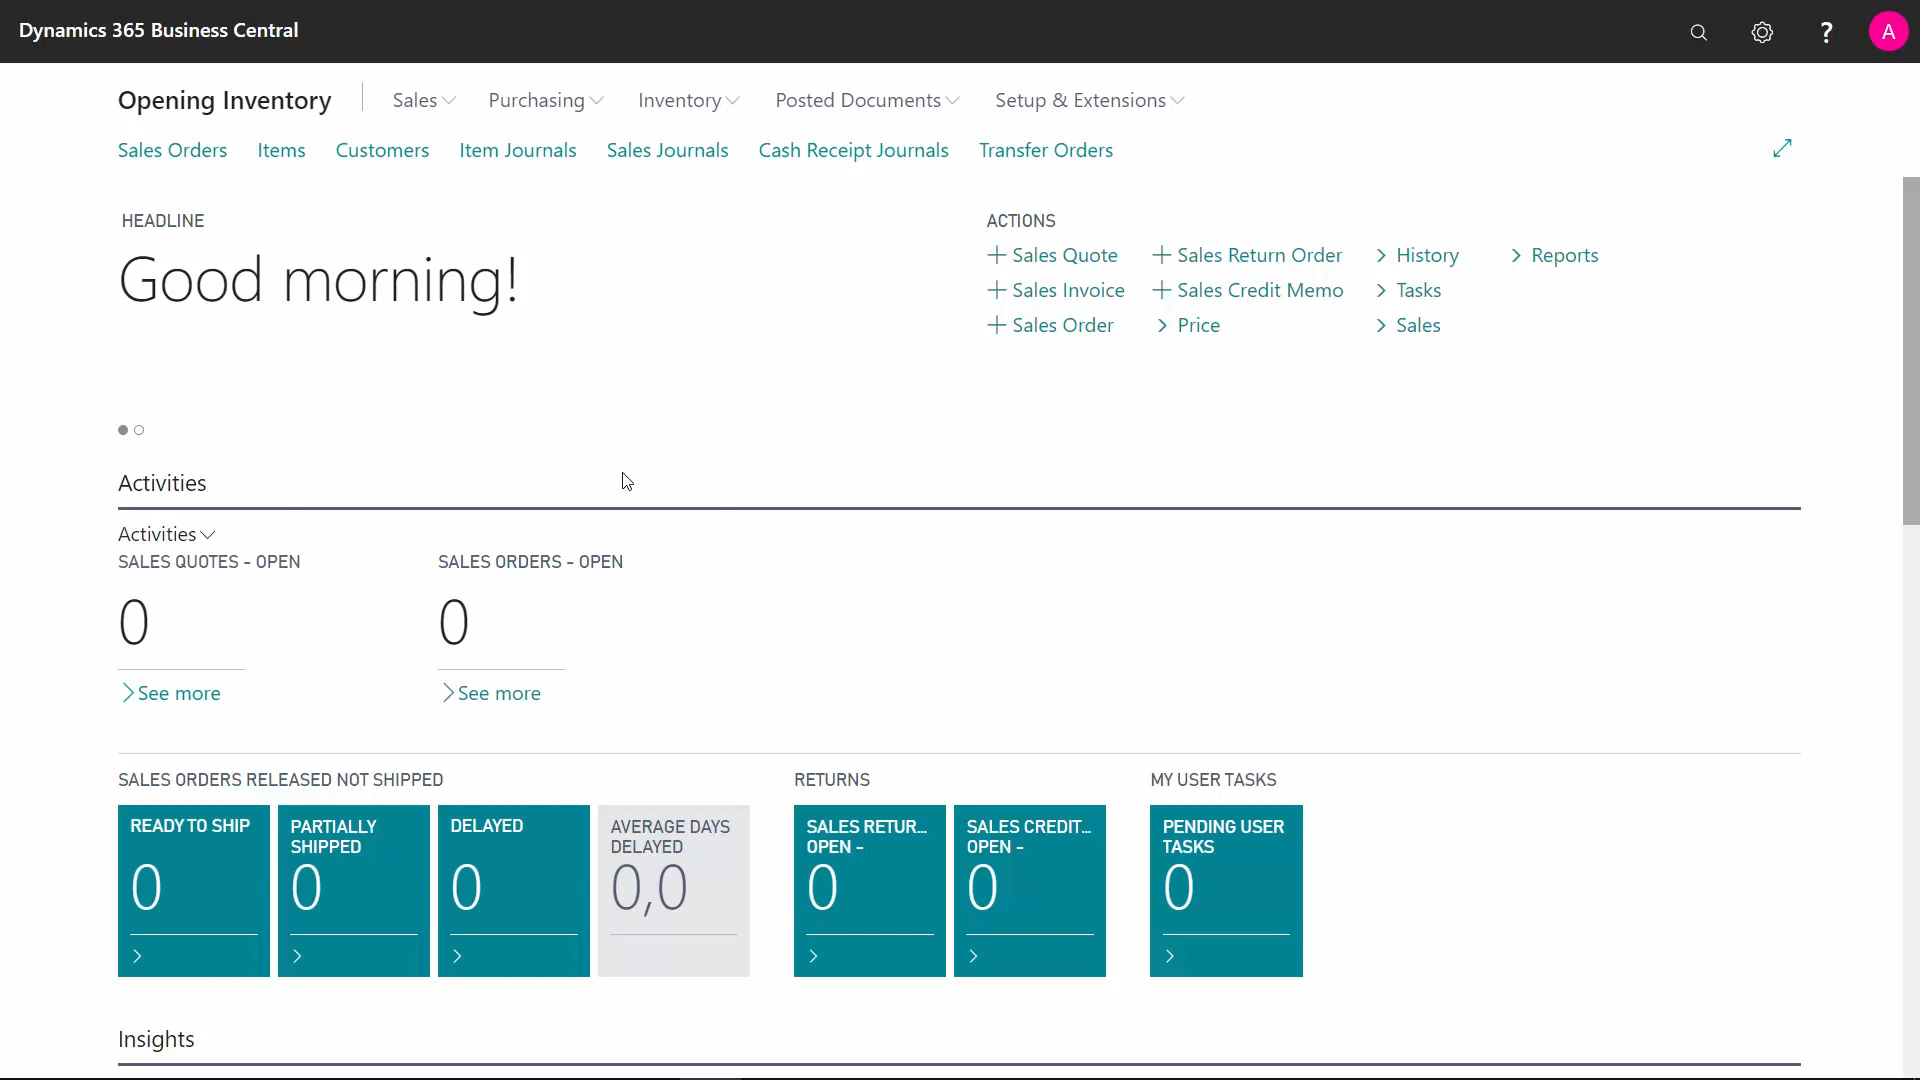 Dynamics 365 Business Central
?
A
Opening Inventory
Sales
Purchasing
Inventory
Posted Documents
Setup & Extensions
Sales Orders
Items
Customers
Item Journals
Sales Journals
Cash Receipt Journals
Transfer Orders
HEADLINE
Good morning!
ACTIONS
+ Sales Quote
+ Sales Return Order
> History
> Reports
+ Sales Invoice
+ Sales Credit Memo
> Tasks
+ Sales Order
> Price
> Sales
Activities
Activities
SALES QUOTES - OPEN
0
>See more
SALES ORDERS - OPEN
0
>See more
SALES ORDERS RELEASED NOT SHIPPED
READY TO SHIP
0
PARTIALLY
SHIPPED
0
DELAYED
0
AVERAGE DAYS
DELAYED
0,0
RETURNS
SALES RETUR...
OPEN -
0
SALES CREDIT...
OPEN -
0
MY USER TASKS
PENDING USER
TASKS
0
Insights